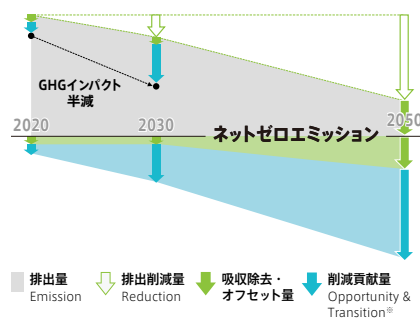 GHGインパクト
半減
2020
2030
ネットゼロエミッション
2050
排出量
Emission
排出削減量
Reduction
吸収除去・
オフセット量
削減貢献量
Opportunity &
Transition※